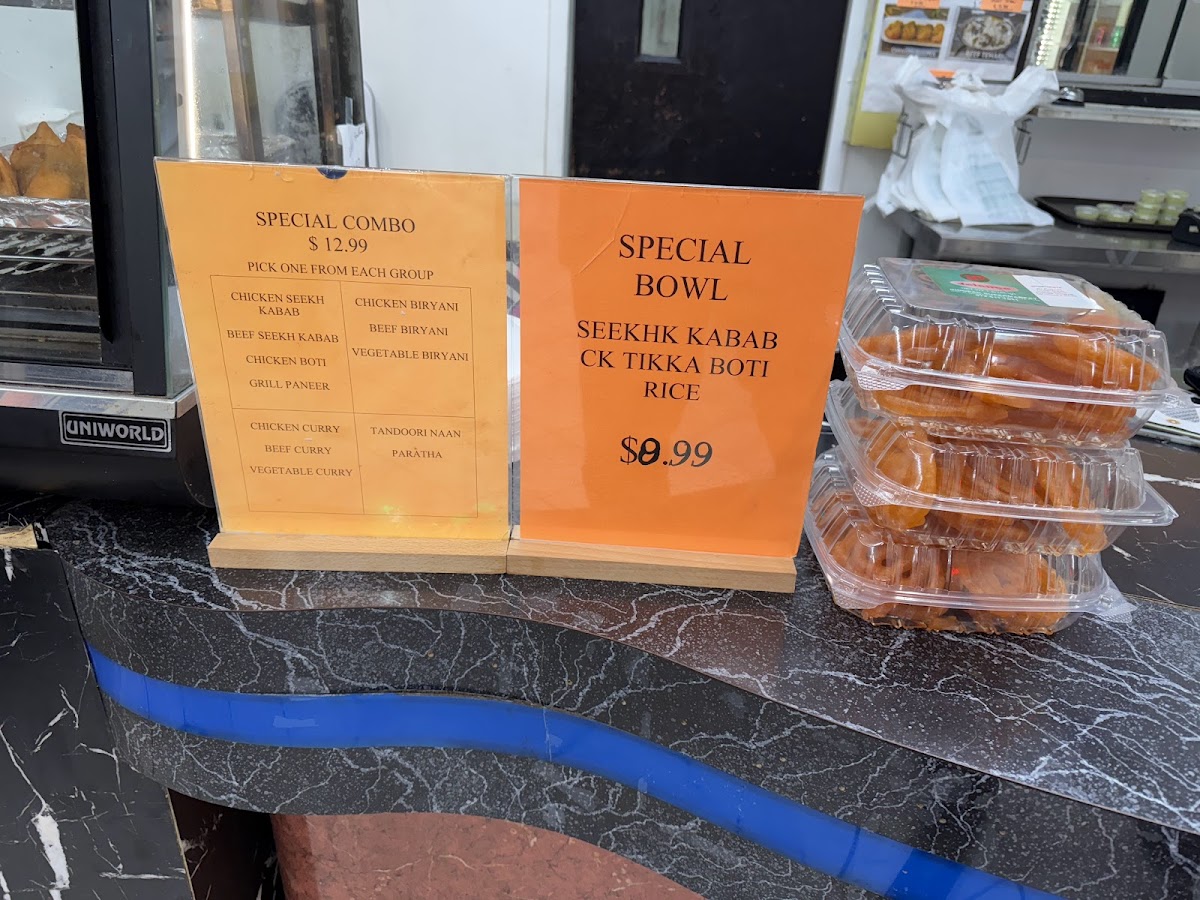 SPECIAL COMBO
$ 12.99
PICK ONE FROM EACH GROUP
CHICKEN SEEKH
KABAB
BEEF SEEKH KABAB
CHICKEN BOTI
GRILL PANEER
CHICKEN BIRYANI
BEEF BIRYANI
VEGETABLE BIRYANI
CHICKEN CURRY
BEEF CURRY
VEGETABLE CURRY
TANDOORI NAAN
PARATHA
SPECIAL
BOWL
SEEKHK KABAB
CK TIKKA BOTI
RICE
$8.99
UNIWORLD